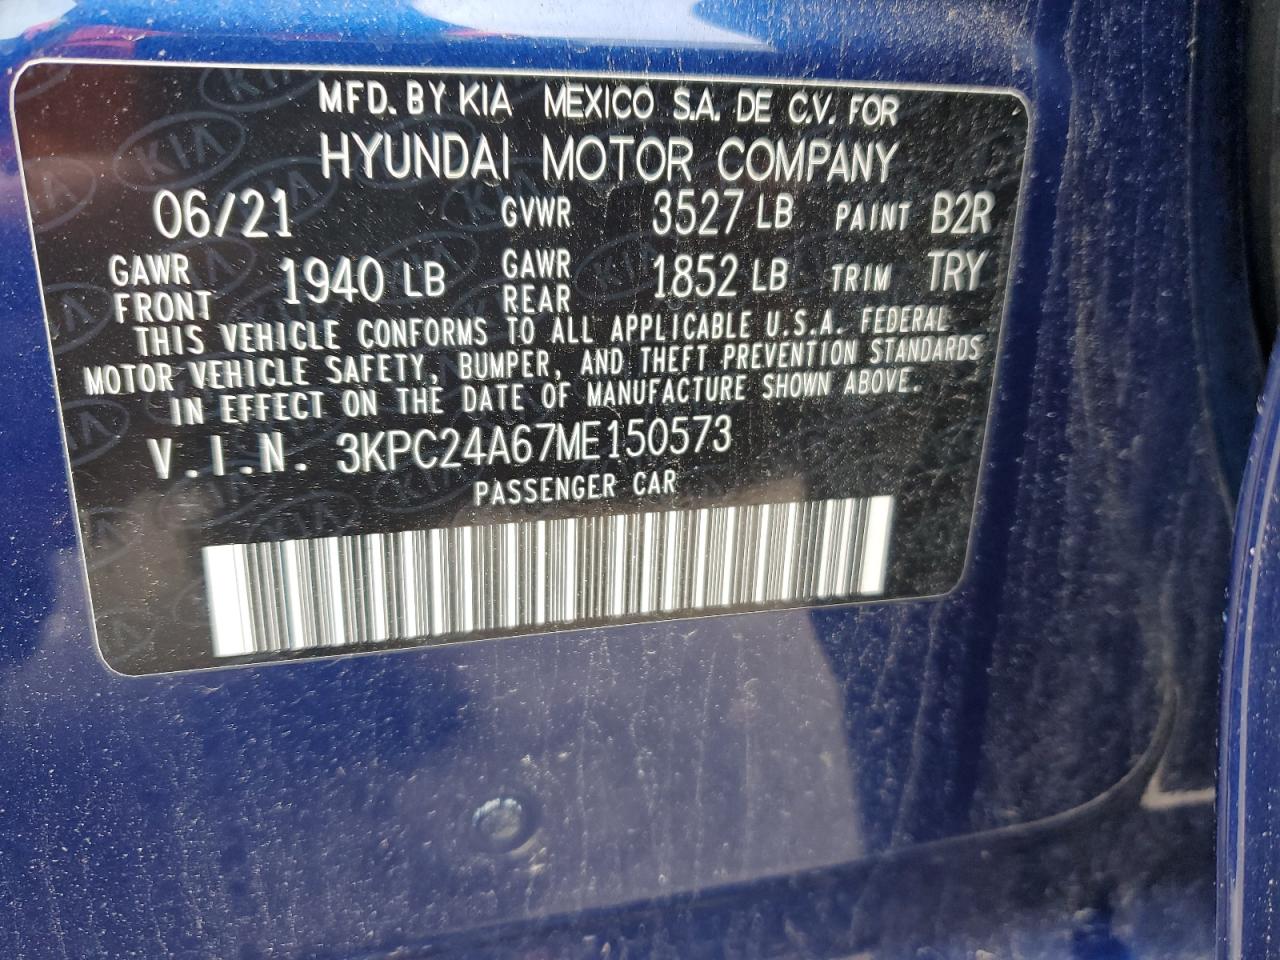 MFD. BY KIA MEXICO S.A. DE C.V. FOR
HYUNDAI MOTOR COMPANY
06/21 GVWR 3527 LB PAINT B2R
GAWR FRONT 1940 LB GAWR REAR 1852 LB TRIM TRY
THIS VEHICLE CONFORMS TO ALL APPLICABLE U.S.A. FEDERAL
MOTOR VEHICLE SAFETY, BUMPER, AND THEFT PREVENTION STANDARDS
IN EFFECT ON THE DATE OF MANUFACTURE SHOWN ABOVE.
V.I.N. 3KPC24A67ME150573
PASSENGER CAR